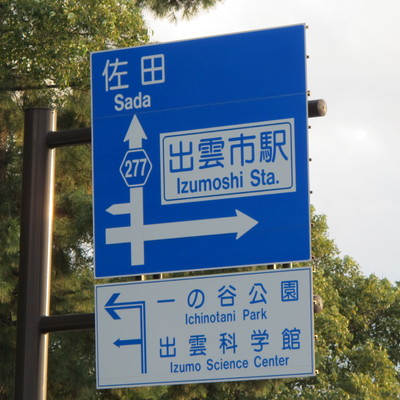 佐田
Sada
277
出雲市駅
Izumoshi Sta.
一の谷公園
Ichinotani Park
出雲科学館
Izumo Science Center